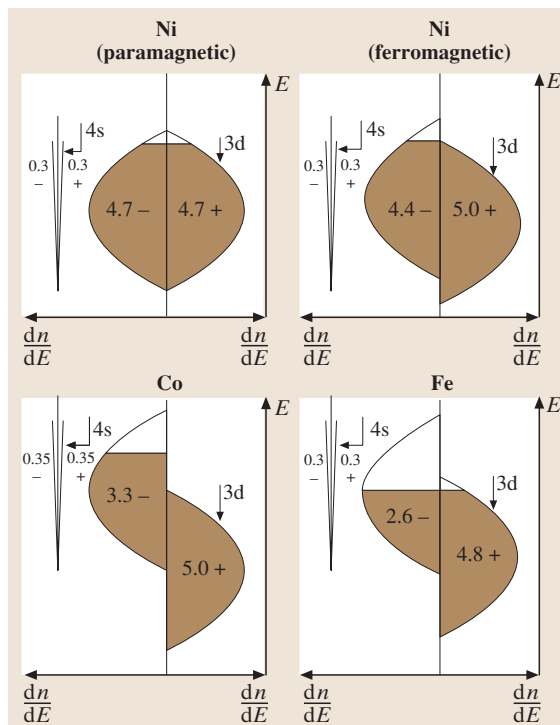 Ni
(paramagnetic)
E
4s
3d
0.3
0.3
–
+
4.7 –
4.7 +
dn
dE
dn
dE
Ni
(ferromagnetic)
E
4s
3d
0.3
0.3
–
+
4.4 –
5.0 +
dn
dE
dn
dE
Co
E
4s
0.35
0.35
–
+
3.3 –
3d
5.0 +
dn
dE
dn
dE
Fe
E
4s
0.3
0.3
–
+
3d
2.6 –
4.8 +
dn
dE
dn
dE